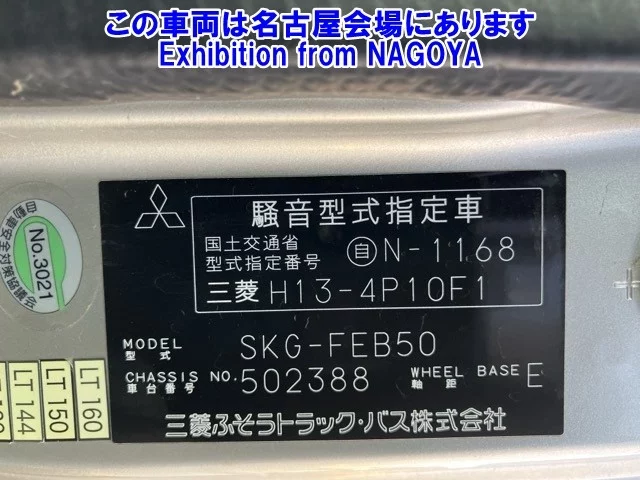 この車両は名古屋会場にあります
Exhibition from NAGOYA
騒音型式指定車
国土交通省
型式指定番号 自N-1168
三菱 H13-4P10F1
MODEL
型式 SKG-FEB50
CHASSIS NO.
車台番号 502388
WHEEL BASE
軸距 E
三菱ふそうトラック・バス株式会社
No.3021
LT 144
LT 150
LT 160